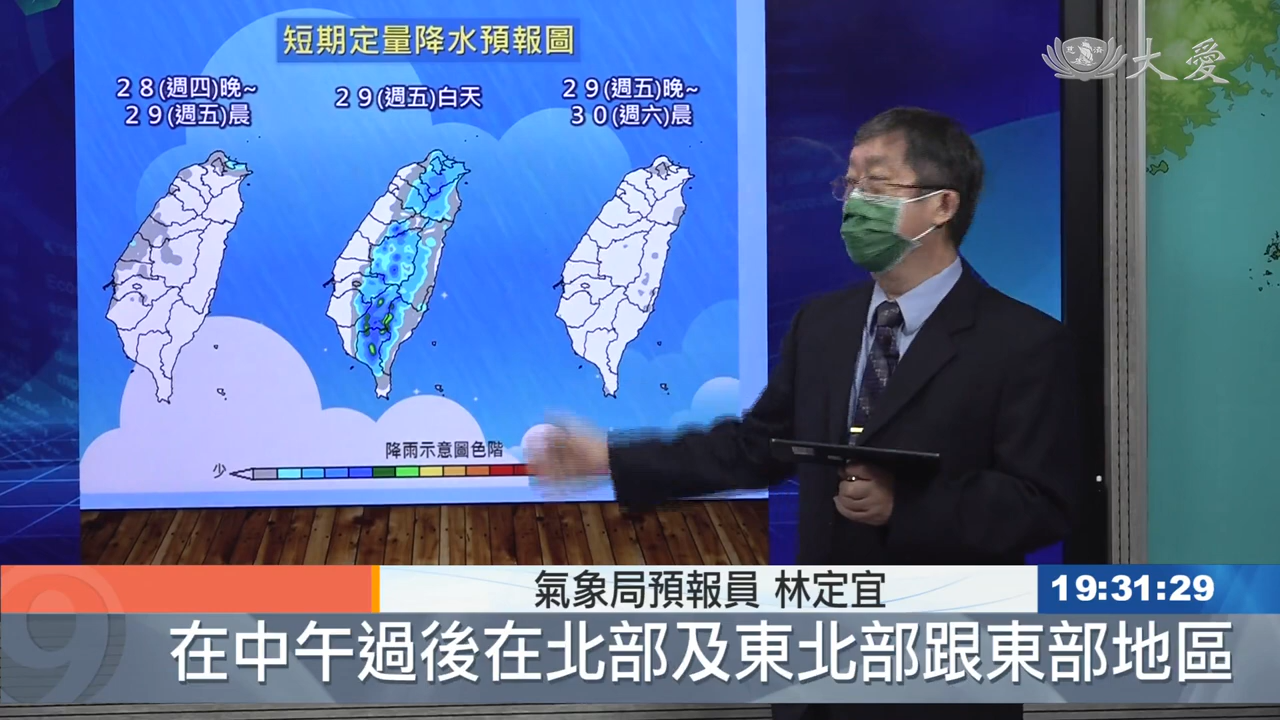 短期定量降水預報圖
慈濟
大愛
28(週四)晚~
29(週五)晨
29(週五)白天
29(週五)晚~
30(週六)晨
降雨示意圖色階
少
氣象局預報員 林定宜
19:31:29
在中午過後在北部及東北部跟東部地區